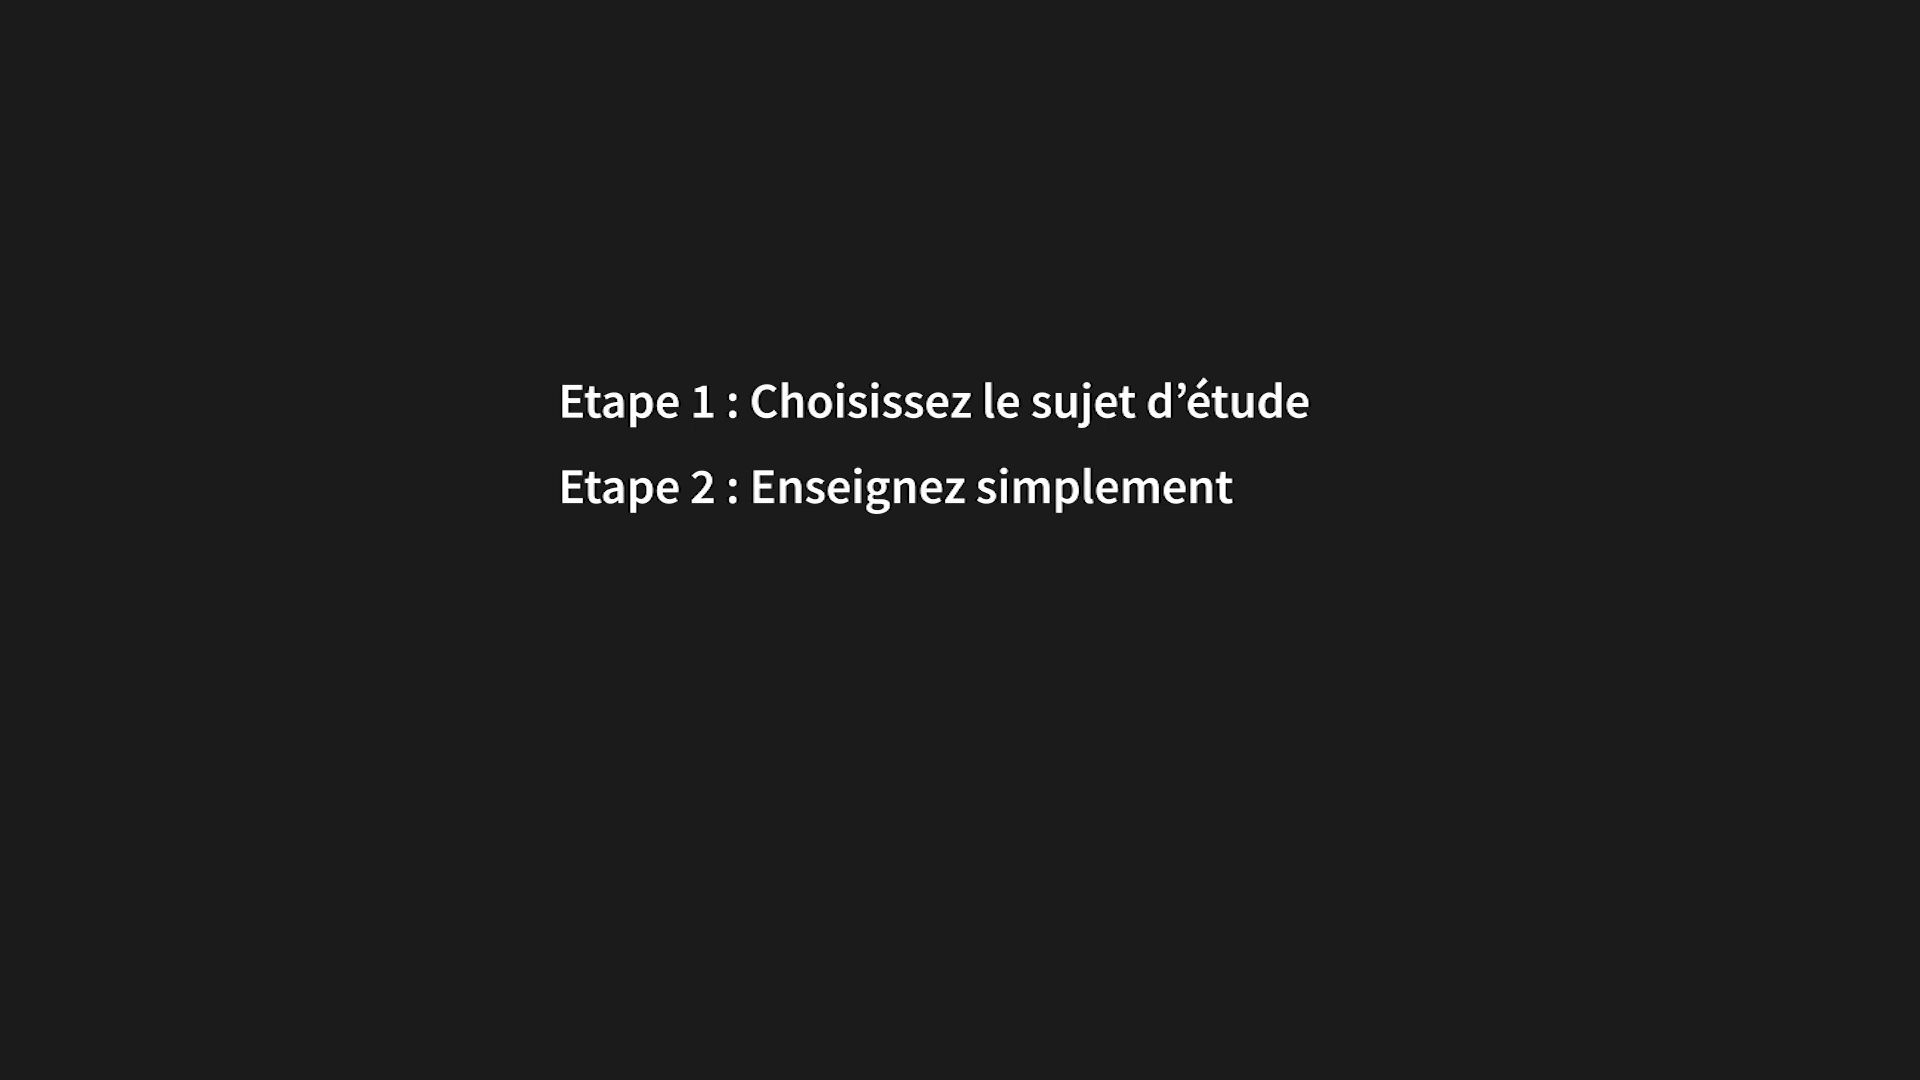 Etape 1 : Choisissez le sujet d’étude
Etape 2 : Enseignez simplement